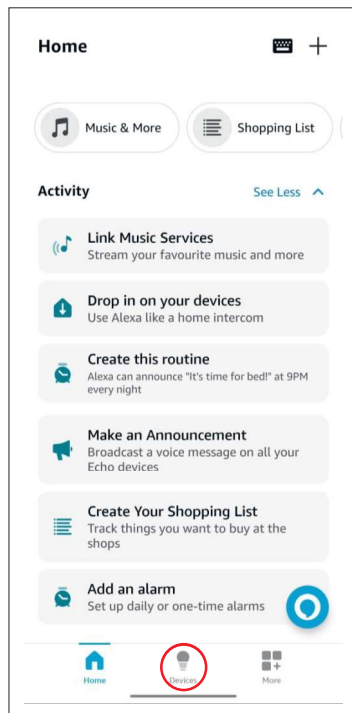 Home
Music & More
Shopping List
Activity
See Less
Link Music Services
Stream your favourite music and more
Drop in on your devices
Use Alexa like a home intercom
Create this routine
Alexa can announce "It's time for bed!" at 9PM
every night
Make an Announcement
Broadcast a voice message on all your
Echo devices
Create Your Shopping List
Track things you want to buy at the
shops
Add an alarm
Set up daily or one-time alarms
Home
Devices
More